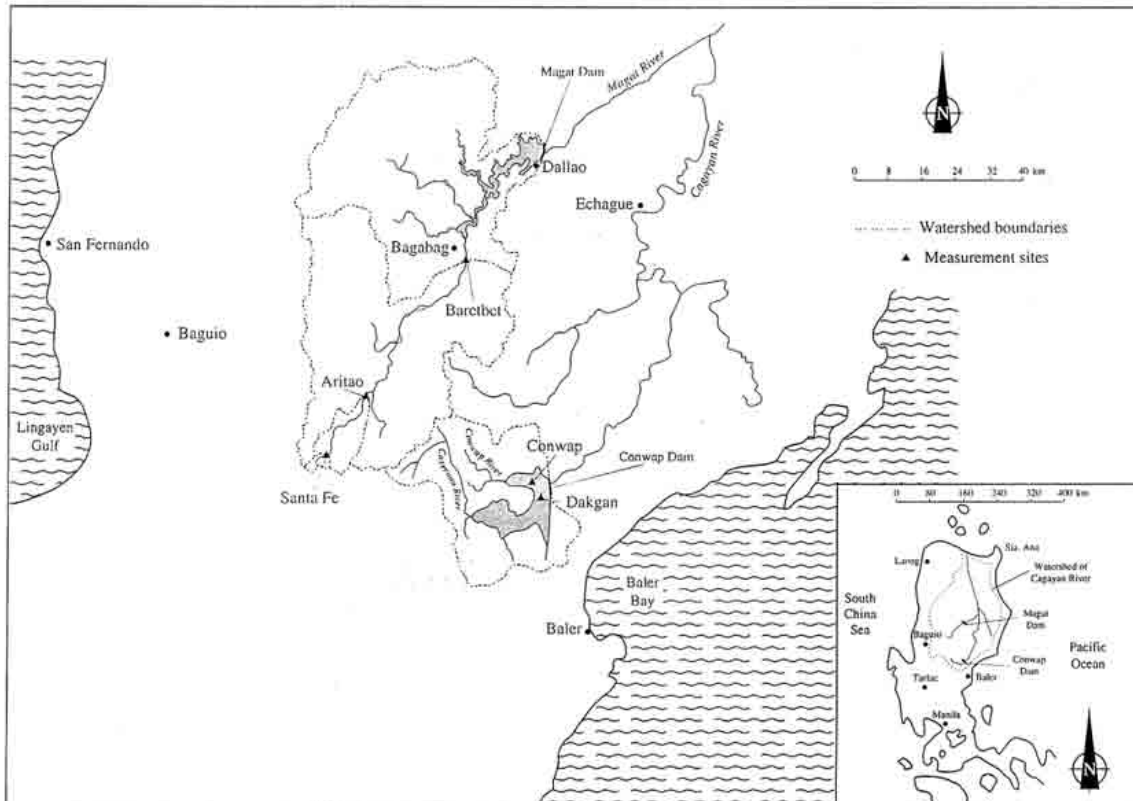 Magat Dam
Magat River
Cagayan River
N
Dallao
0 8 16 24 32 40 km
Echague
Watershed boundaries
San Fernando
Bagabag
Measurement sites
Baretbet
Baguio
Aritao
Lingayen
Gulf
Conwap
Conwap River
Casecnan River
Conwap Dam
Santa Fe
Dakgan
Baler
Bay
Baler
0 80 160 240 320 400 km
Sta. Ana
Laoag
Watershed of
Cagayan River
South
China
Sea
Magat
Dam
Baguio
Pacific
Ocean
Conwap
Dam
Tarlac
Baler
Manila
N